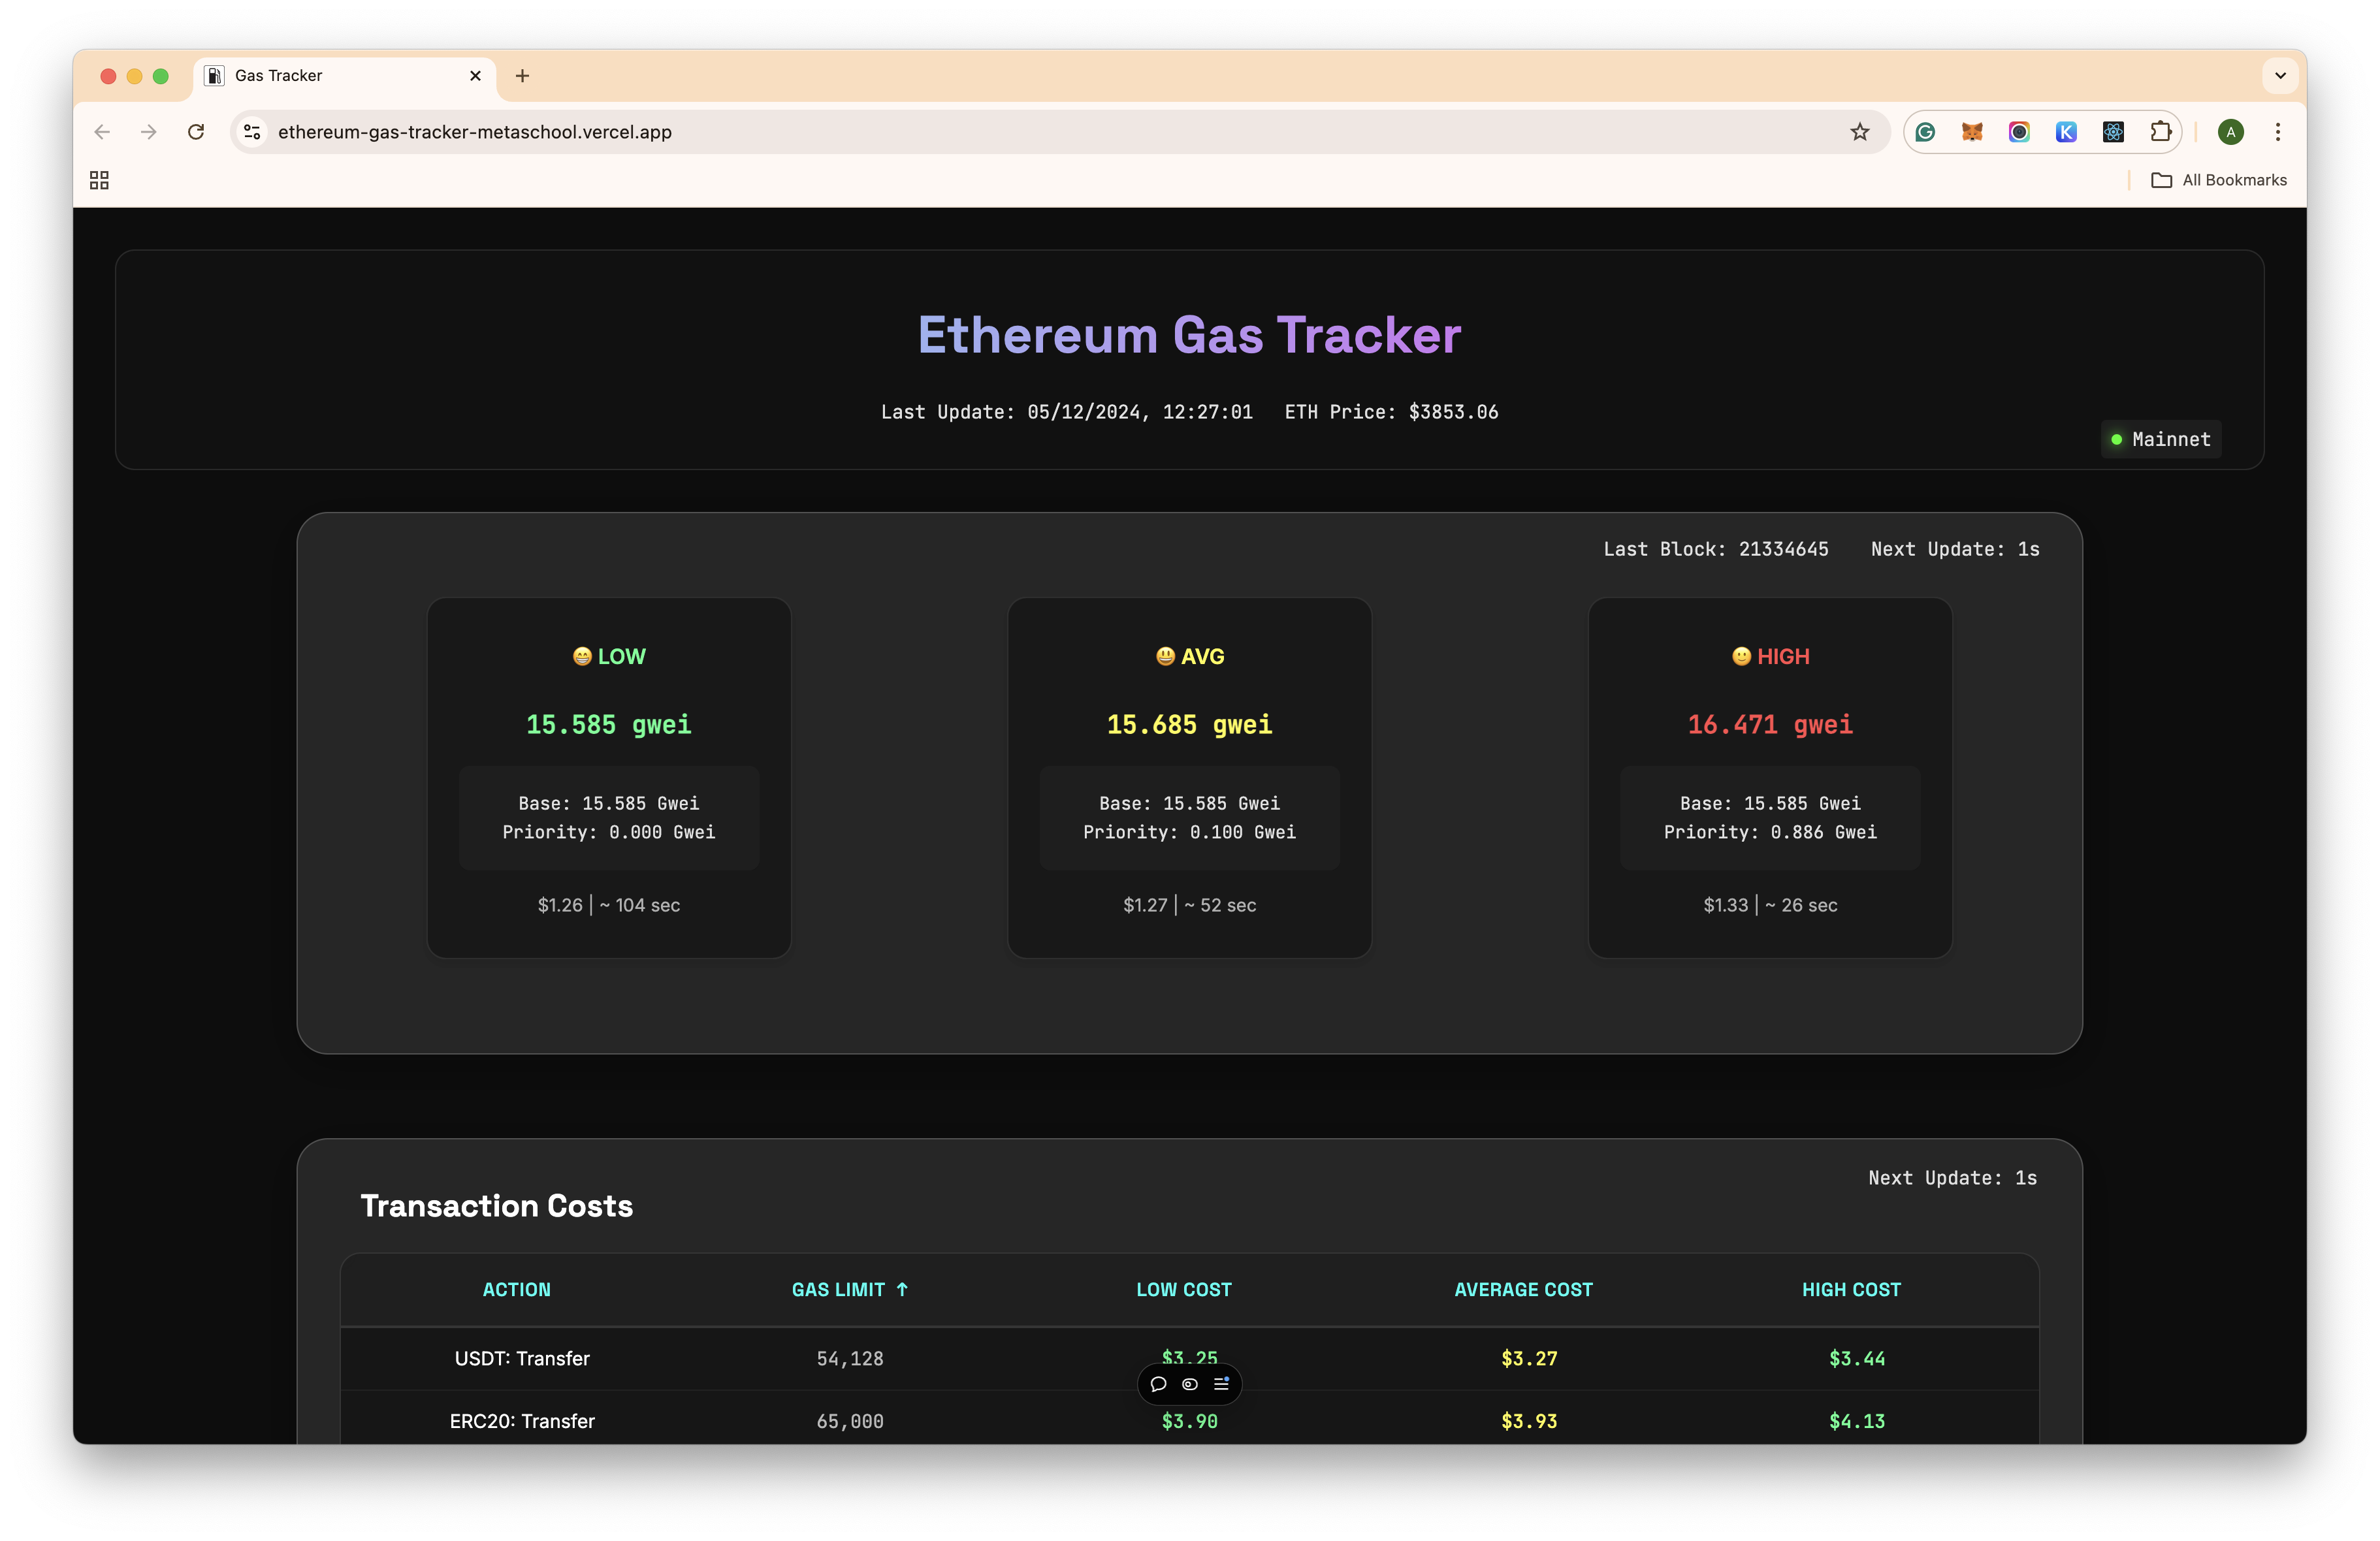 Gas Tracker
ethereum-gas-tracker-metaschool.vercel.app
A
All Bookmarks
Ethereum Gas Tracker
Last Update: 05/12/2024, 12:27:01 ETH Price: $3853.06
Mainnet
Last Block: 21334645 Next Update: 1s
😁 LOW
15.585 gwei
Base: 15.585 Gwei
Priority: 0.000 Gwei
$1.26 | ~ 104 sec
😃 AVG
15.685 gwei
Base: 15.585 Gwei
Priority: 0.100 Gwei
$1.27 | ~ 52 sec
🙂 HIGH
16.471 gwei
Base: 15.585 Gwei
Priority: 0.886 Gwei
$1.33 | ~ 26 sec
Next Update: 1s
Transaction Costs
ACTION GAS LIMIT ↑ LOW COST AVERAGE COST HIGH COST
USDT: Transfer 54,128 $3.25 $3.27 $3.44
ERC20: Transfer 65,000 $3.90 $3.93 $4.13